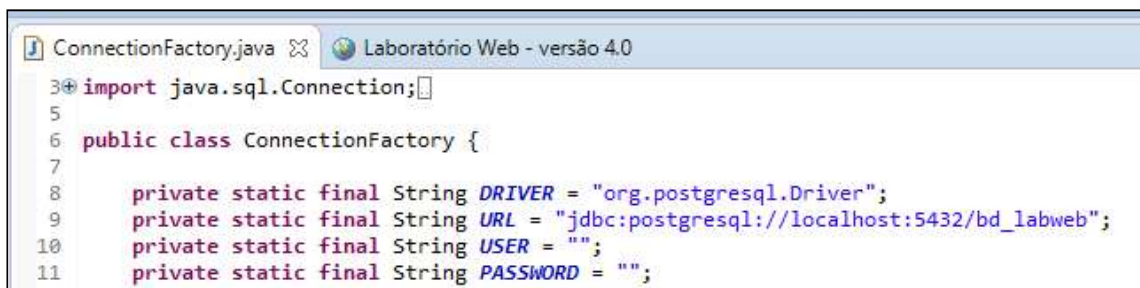 ConnectionFactory.java Laboratório Web - versão 4.0
3 import java.sql.Connection;
5
6 public class ConnectionFactory {
7
8 private static final String DRIVER = "org.postgresql.Driver";
9 private static final String URL = "jdbc:postgresql://localhost:5432/bd_labweb";
10 private static final String USER = "";
11 private static final String PASSWORD = "";